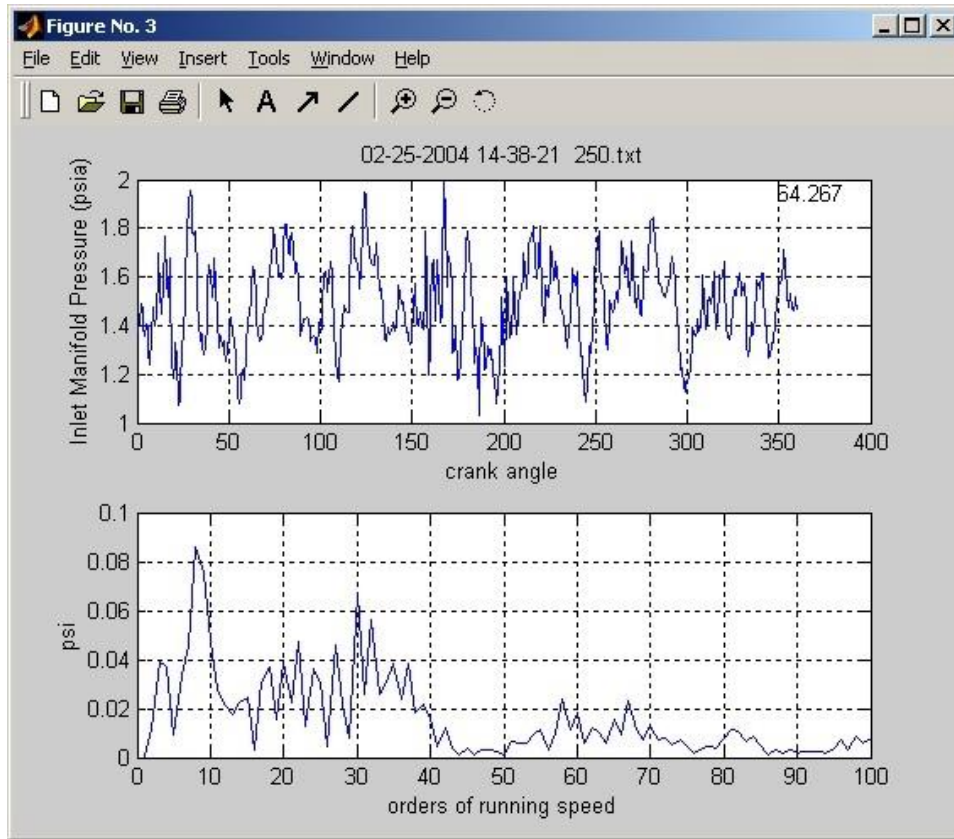 Figure No. 3
File Edit View Insert Tools Window Help
A
02-25-2004 14-38-21 250.txt
Inlet Manifold Pressure (psia)
2
1.8
1.6
1.4
1.2
1
64.267
0 50 100 150 200 250 300 350 400
crank angle
psi
0.1
0.08
0.06
0.04
0.02
0
0 10 20 30 40 50 60 70 80 90 100
orders of running speed